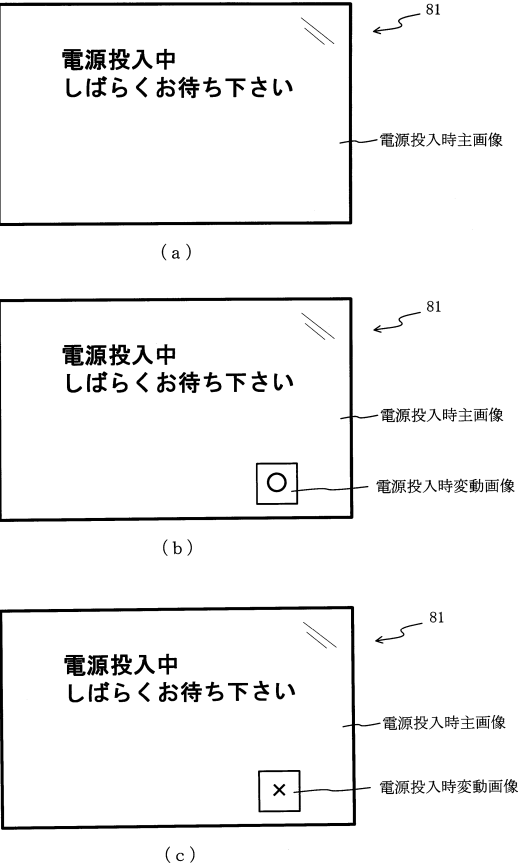 81
電源投入中
しばらくお待ち下さい
電源投入時主画像
(a)
81
電源投入中
しばらくお待ち下さい
電源投入時主画像
○
電源投入時変動画像
(b)
81
電源投入中
しばらくお待ち下さい
電源投入時主画像
×
電源投入時変動画像
(c)